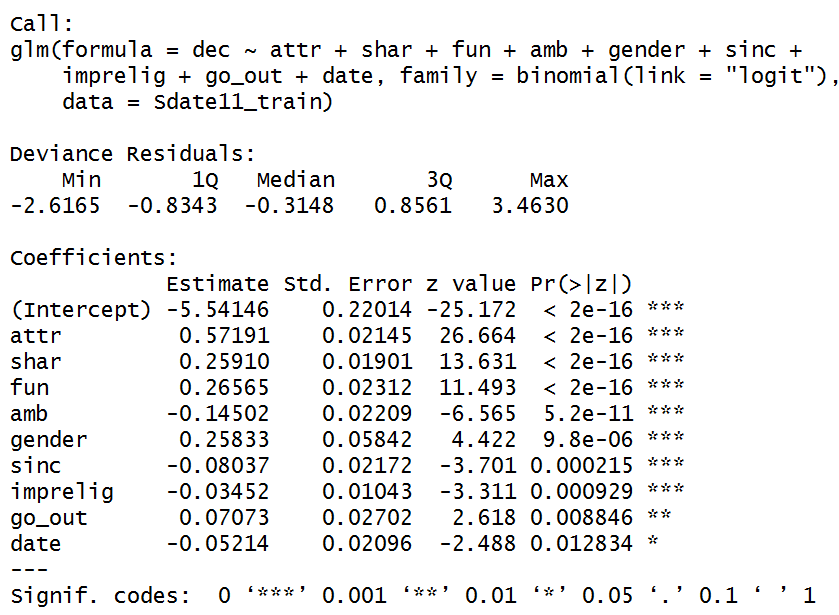 Call:
glm(formula = dec ~ attr + shar + fun + amb + gender + sinc +
    imprelig + go_out + date, family = binomial(link = "logit"),
    data = Sdate11_train)

Deviance Residuals:
    Min      1Q  Median      3Q     Max
-2.6165 -0.8343 -0.3148  0.8561  3.4630

Coefficients:
            Estimate Std. Error z value Pr(>|z|)
(Intercept) -5.54146    0.22014 -25.172  < 2e-16 ***
attr         0.57191    0.02145  26.664  < 2e-16 ***
shar         0.25910    0.01901  13.631  < 2e-16 ***
fun          0.26565    0.02312  11.493  < 2e-16 ***
amb         -0.14502    0.02209  -6.565  5.2e-11 ***
gender       0.25833    0.05842   4.422  9.8e-06 ***
sinc        -0.08037    0.02172  -3.701 0.000215 ***
imprelig    -0.03452    0.01043  -3.311 0.000929 ***
go_out       0.07073    0.02702   2.618 0.008846 **
date        -0.05214    0.02096  -2.488 0.012834 *
---
Signif. codes:  0 ‘***’ 0.001 ‘**’ 0.01 ‘*’ 0.05 ‘.’ 0.1 ‘ ’ 1